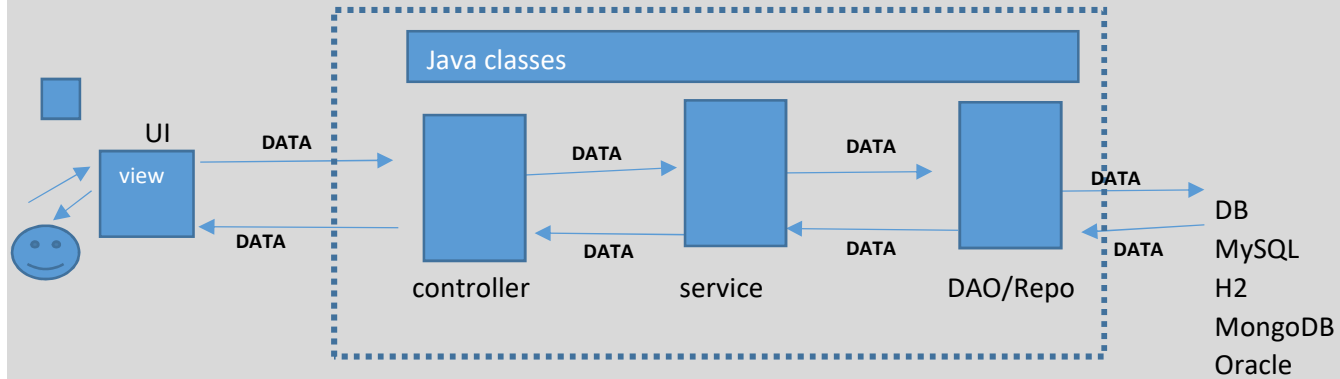 Java classes
UI
view
DATA
DATA
DATA
DATA
DATA
DATA
DATA
DATA
controller
service
DAO/Repo
DB
MySQL
H2
MongoDB
Oracle